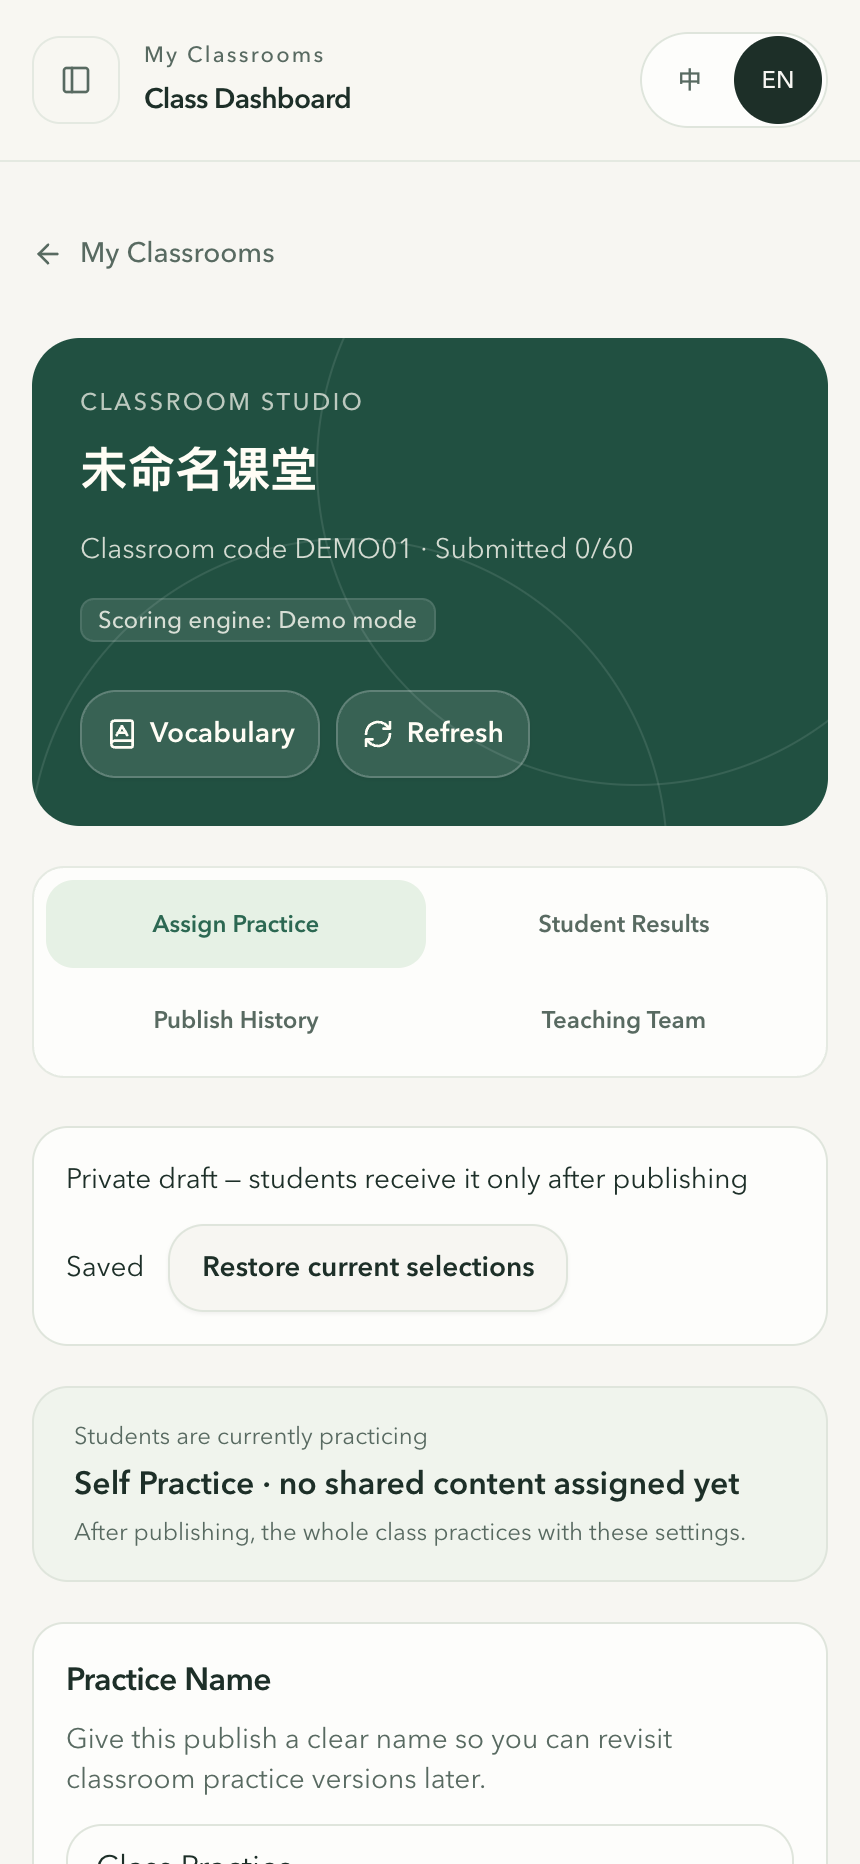 My Classrooms
Class Dashboard
中
EN
My Classrooms
CLASSROOM STUDIO
未命名课堂
Classroom code DEMO01 · Submitted 0/60
Scoring engine: Demo mode
Vocabulary
Refresh
Assign Practice
Student Results
Publish History
Teaching Team
Private draft – students receive it only after publishing
Saved
Restore current selections
Students are currently practicing
Self Practice · no shared content assigned yet
After publishing, the whole class practices with these settings.
Practice Name
Give this publish a clear name so you can revisit
classroom practice versions later.
Class Practice